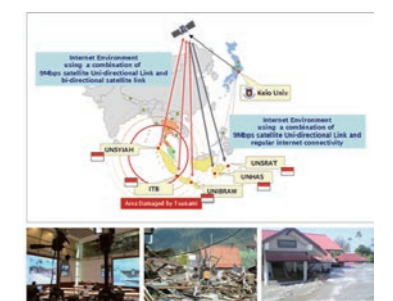 Internet Environment
using a combination of
9Mbps satellite Uni-directional Link and
bi-directional satellite link
Keio Univ
Internet Environment
using a combination of
9Mbps satellite Uni-directional Link and
regular internet connectivity
UNSYIAH
UNSRAT
UNHAS
ITB
UNIBRAW
Area Damaged by Tsunami